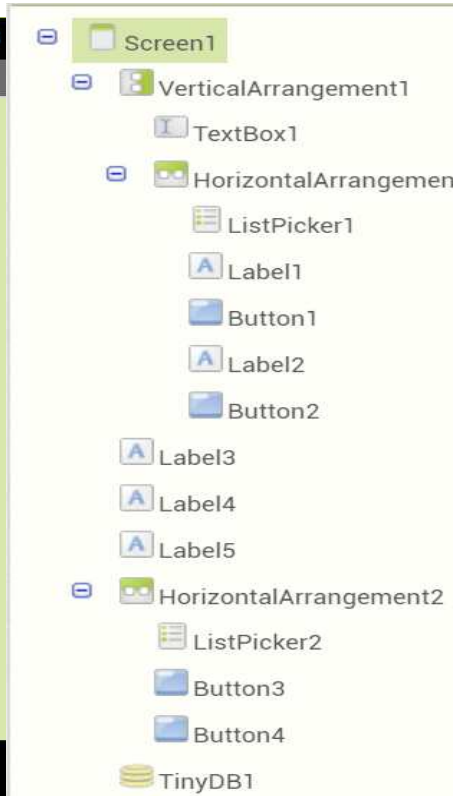 Screen1
VerticalArrangement1
TextBox1
HorizontalArrangemen
ListPicker1
A Label1
Button1
A Label2
Button2
A Label3
A Label4
A Label5
HorizontalArrangement2
ListPicker2
Button3
Button4
TinyDB1